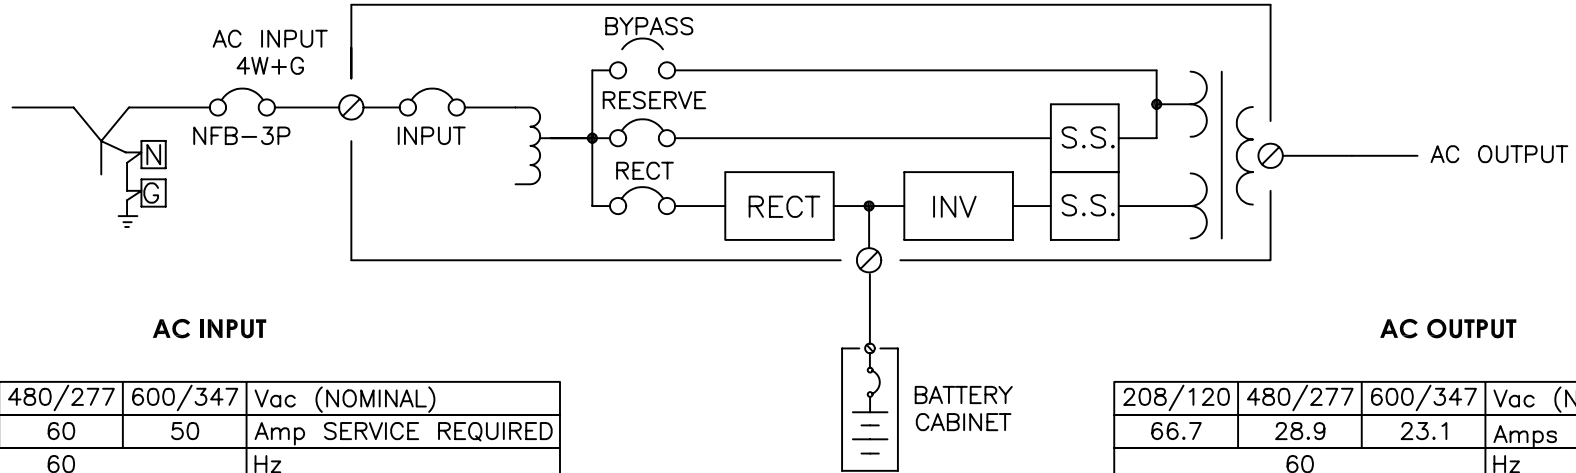 BYPASS
AC INPUT
4W+G
RESERVE
NFB-3P
INPUT
S.S.
N
AC OUTPUT
RECT
G
RECT
INV
S.S.
AC INPUT
AC OUTPUT
480/277 600/347 Vac (NOMINAL)
60 50 Amp SERVICE REQUIRED
60 Hz
BATTERY
CABINET
208/120 480/277 600/347 Vac (N
66.7 28.9 23.1 Amps
60 Hz